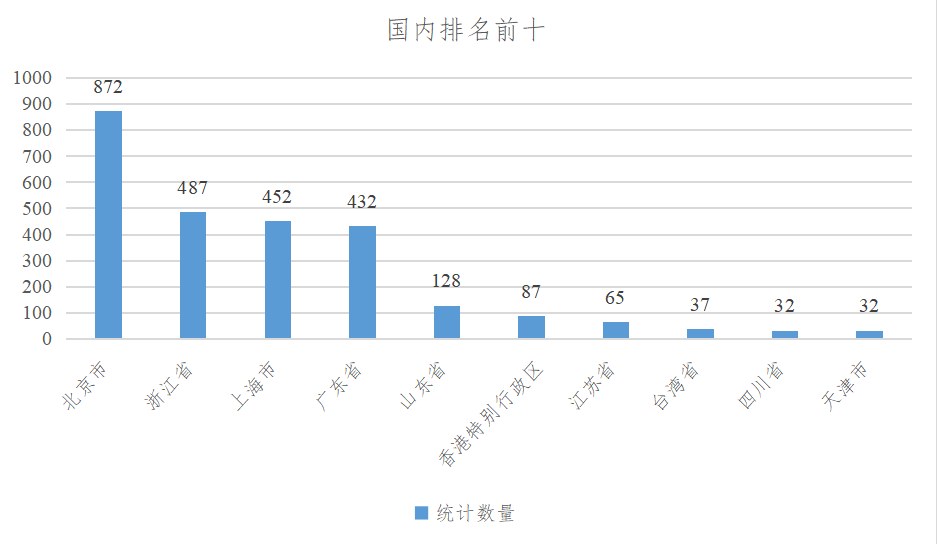 国内排名前十
1000
900
800
700
600
500
400
300
200
100
0
872
487
452
432
128
87
65
37
32
32
北京市
浙江省
上海市
广东省
山东省
香港特别行政区
江苏省
台湾省
四川省
天津市
统计数量